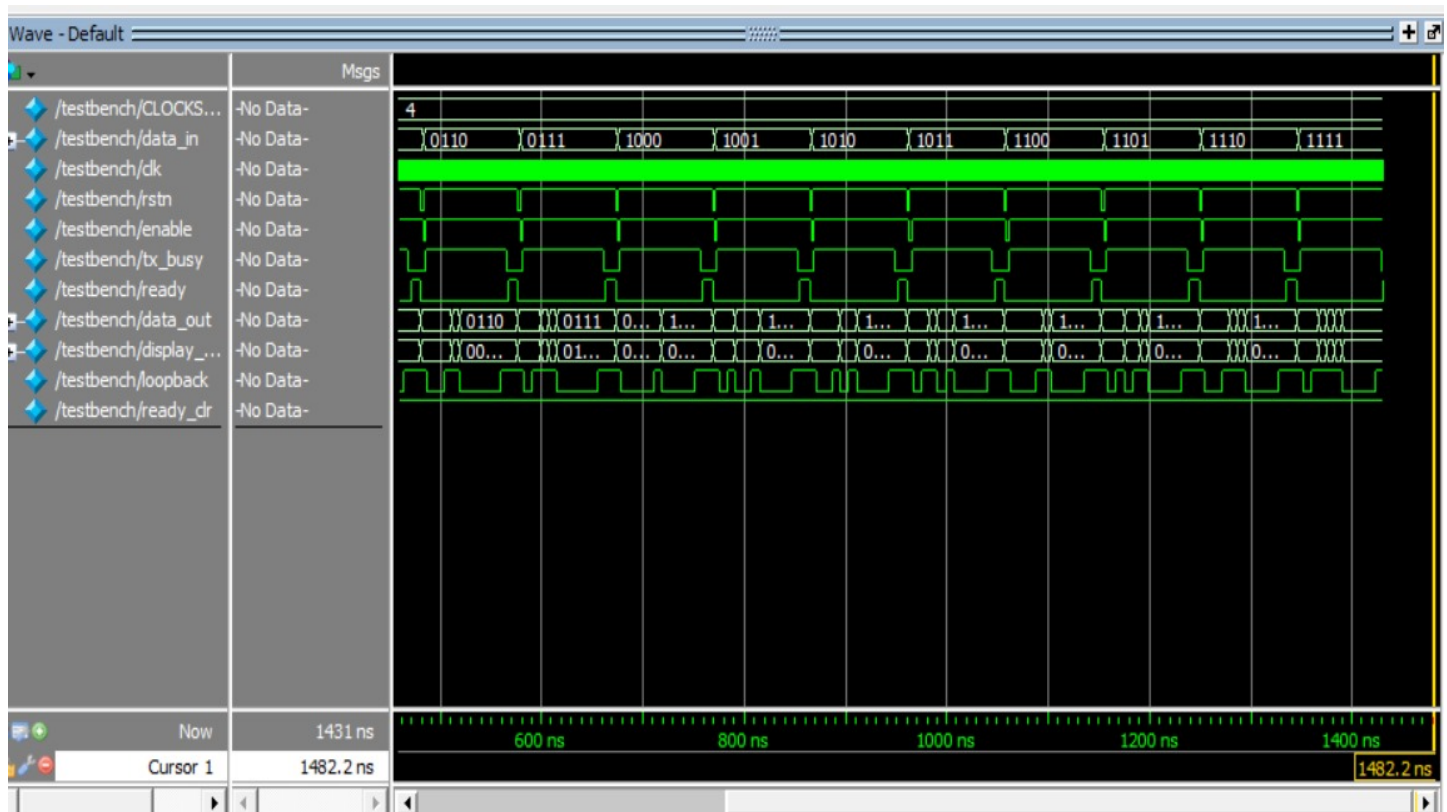 Wave - Default
Msgs
/testbench/CLOCKS... -No Data- 4
/testbench/data_in -No Data- 0110 0111 1000 1001 1010 1011 1100 1101 1110 1111
/testbench/clk -No Data-
/testbench/rstn -No Data-
/testbench/enable -No Data-
/testbench/tx_busy -No Data-
/testbench/ready -No Data-
/testbench/data_out -No Data- 0110 0111 0... 1... 1... 1... 1... 1... 1... 1...
/testbench/display_... -No Data- 00... 01... 0... 0... 0... 0... 0... 0... 0... 0...
/testbench/loopback -No Data-
/testbench/ready_clr -No Data-
Now 1431 ns
600 ns 800 ns 1000 ns 1200 ns 1400 ns
Cursor 1 1482.2 ns 1482.2 ns